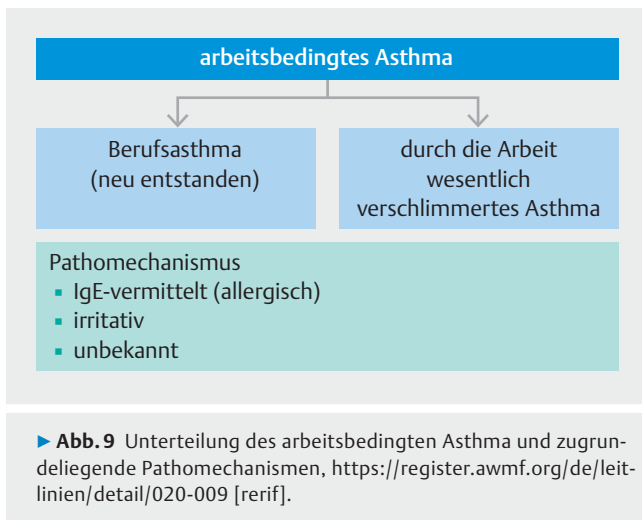 arbeitsbedingtes Asthma
Berufsasthma
(neu entstanden)
durch die Arbeit
wesentlich
verschlimmertes Asthma
Pathomechanismus
▪ IgE-vermittelt (allergisch)
▪ irritativ
▪ unbekannt
▶ Abb. 9 Unterteilung des arbeitsbedingten Asthma und zugrun-
deliegende Pathomechanismen, https://register.awmf.org/de/leit-
linien/detail/020-009 [rerif].